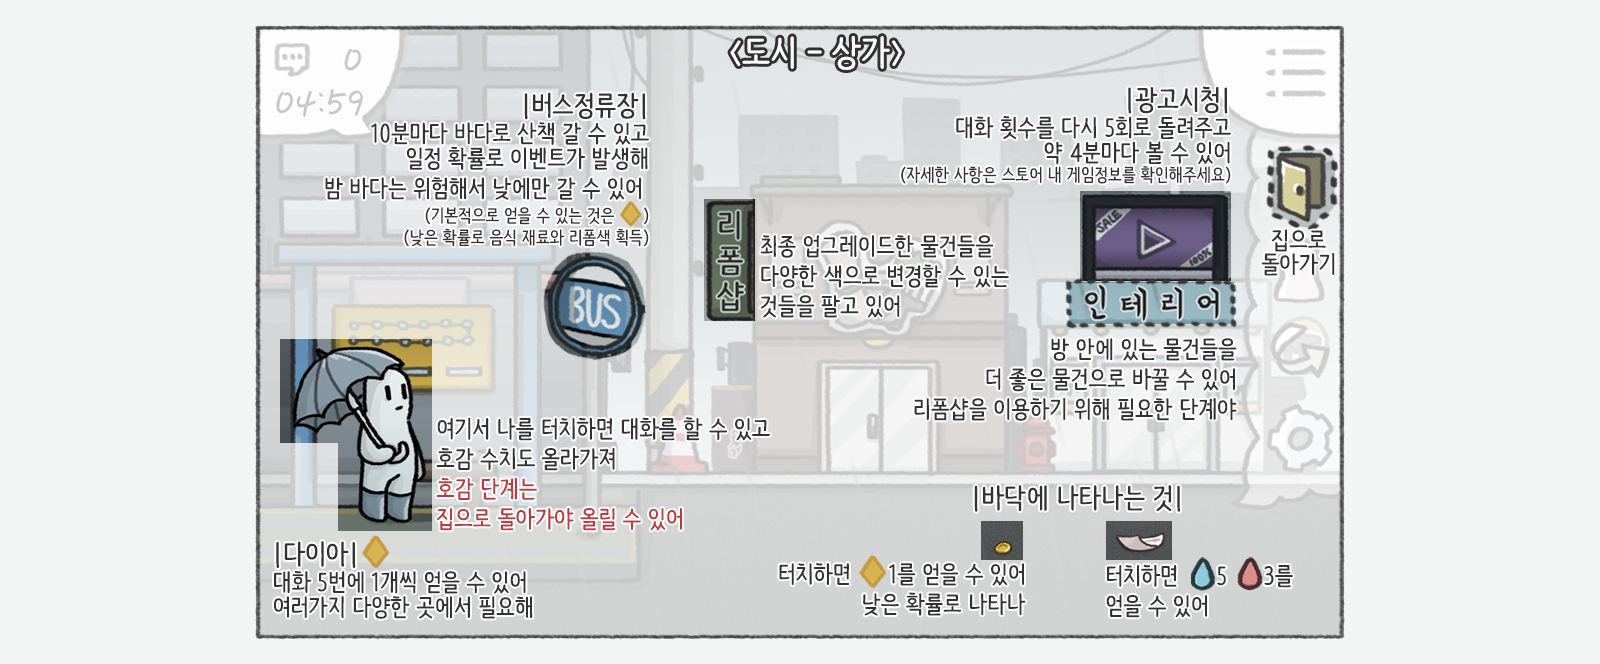 <도시 - 상가>
0
04:59
|버스정류장|
10분마다 바다로 산책 갈 수 있고
일정 확률로 이벤트가 발생해
밤 바다는 위험해서 낮에만 갈 수 있어
(기본적으로 얻을 수 있는 것은 )
(낮은 확률로 음식 재료와 리폼색 획득)
BUS
|광고시청|
대화 횟수를 다시 5회로 돌려주고
약 4분마다 볼 수 있어
(자세한 사항은 스토어 내 게임정보를 확인해주세요)
SALE
100%
집으로
돌아가기
리폼샵
최종 업그레이드한 물건들을
다양한 색으로 변경할 수 있는
것들을 팔고 있어
인테리어
방 안에 있는 물건들을
더 좋은 물건으로 바꿀 수 있어
리폼샵을 이용하기 위해 필요한 단계야
여기서 나를 터치하면 대화를 할 수 있고
호감 수치도 올라가져
호감 단계는
집으로 돌아가야 올릴 수 있어
|다이아|
대화 5번에 1개씩 얻을 수 있어
여러가지 다양한 곳에서 필요해
|바닥에 나타나는 것|
터치하면 1를 얻을 수 있어
낮은 확률로 나타나
터치하면 5 3를
얻을 수 있어